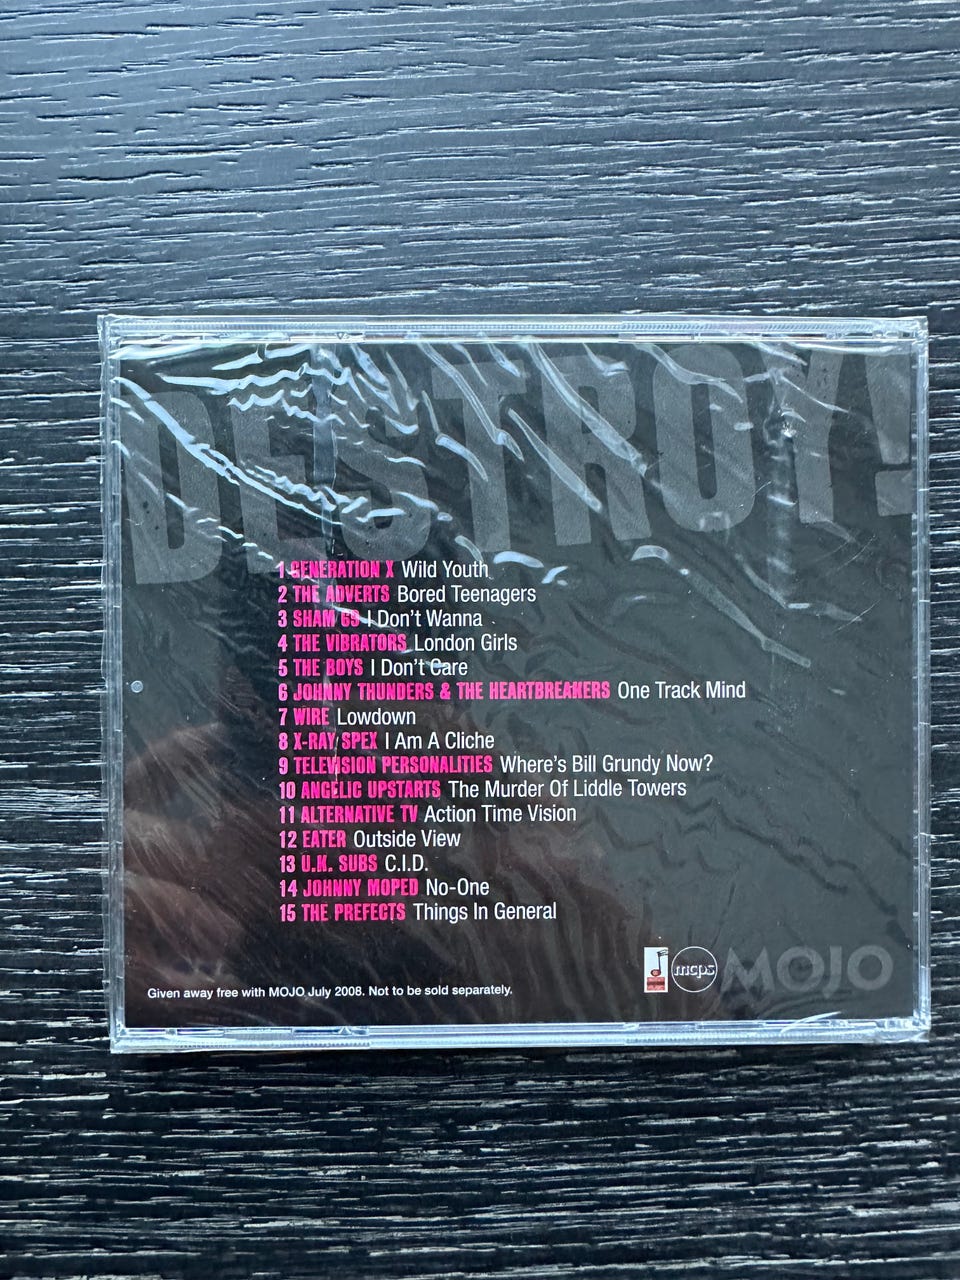 DESTROY!
1 GENERATION X Wild Youth
2 THE ADVERTS Bored Teenagers
3 SHAM 69 I Don't Wanna
4 THE VIBRATORS London Girls
5 THE BOYS I Don't Care
6 JOHNNY THUNDERS & THE HEARTBREAKERS One Track Mind
7 WIRE Lowdown
8 X-RAY SPEX I Am A Cliche
9 TELEVISION PERSONALITIES Where's Bill Grundy Now?
10 ANGELIC UPSTARTS The Murder Of Liddle Towers
11 ALTERNATIVE TV Action Time Vision
12 EATER Outside View
13 U.K. SUBS C.I.D.
14 JOHNNY MOPED No-One
15 THE PREFECTS Things In General
mcps MOJO
Given away free with MOJO July 2008. Not to be sold separately.